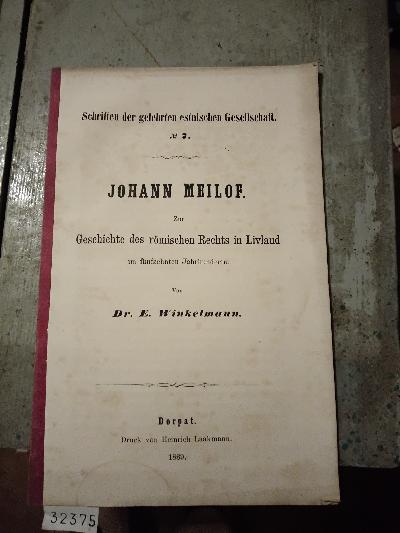 Schriften der gelehrten estnischen Gesellschaft.
№ 7.
JOHANN MEILOF.
Zur
Geschichte des römischen Rechts in Livland
im fünfzehnten Jahrhundert.
Von
Dr. E. Winkelmann.
Dorpat.
Druck von Heinrich Laakmann.
1869.
32375